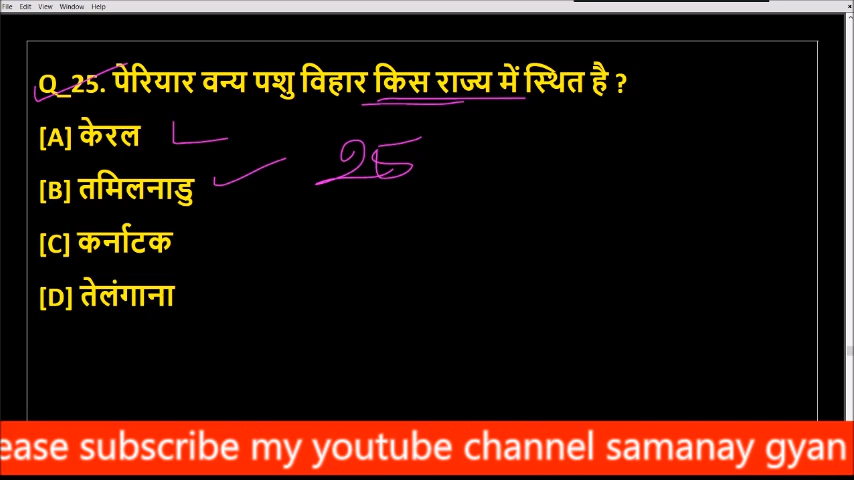 File Edit View Window Help
Q_25. पेरियार वन्य पशु विहार किस राज्य में स्थित है ?
[A] केरल
25
[B] तमिलनाडु
[C] कर्नाटक
[D] तेलंगाना
ease subscribe my youtube channel samanay gyan